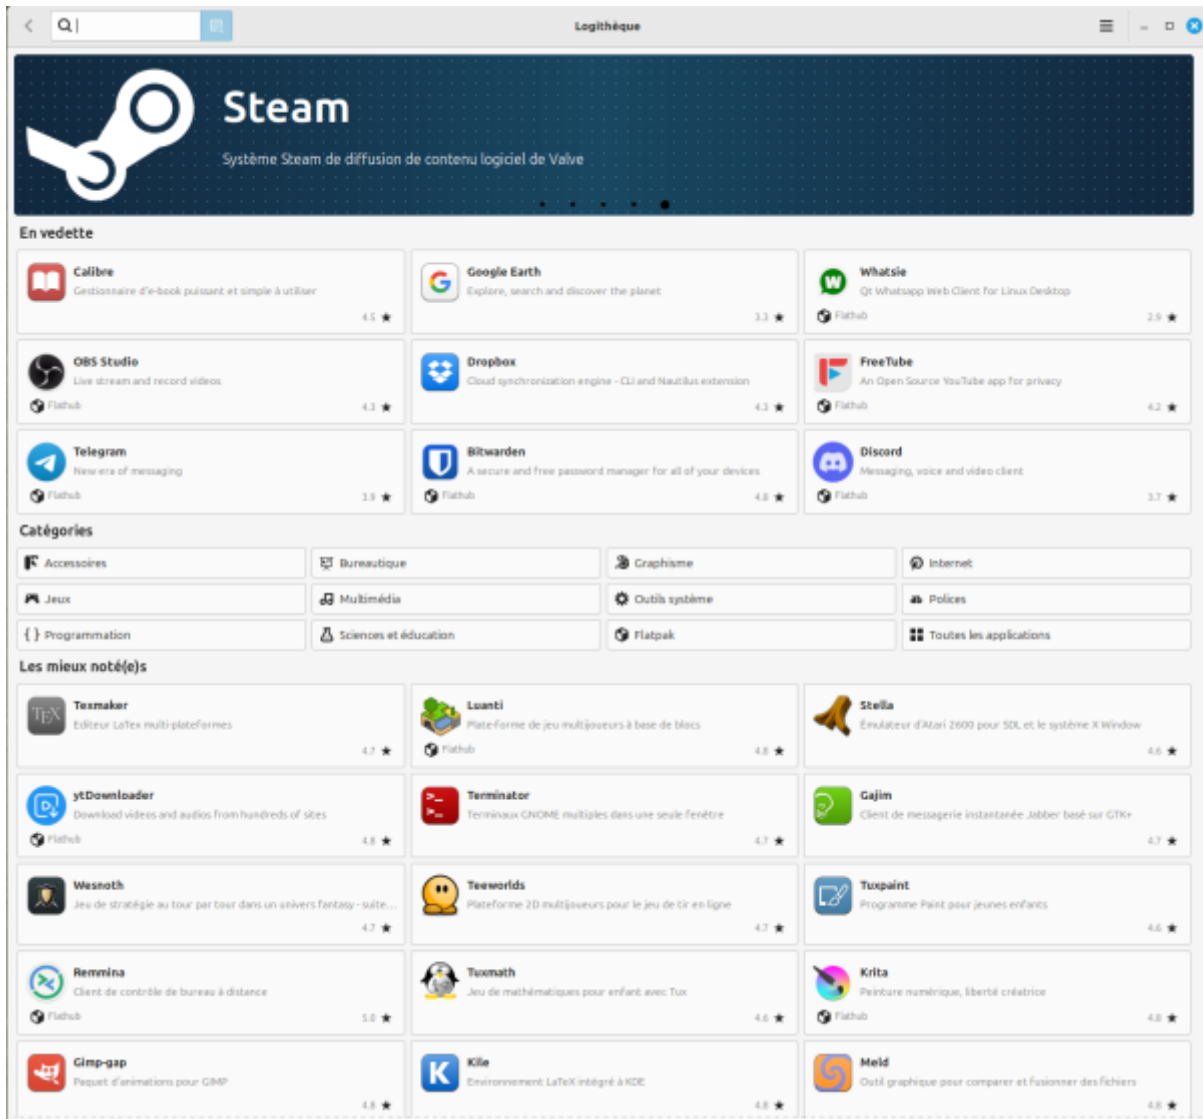 Logithèque
Steam
Système Steam de diffusion de contenu logiciel de Valve
En vedette
Calibre
Gestionnaire d'e-book puissant et simple à utiliser
4.5 ★
Google Earth
Explore, search and discover the planet
3.3 ★
Whatsie
Qt Whatsapp Web Client for Linux Desktop
Flathub
2.9 ★
OBS Studio
Live stream and record videos
Flathub
4.3 ★
Dropbox
Cloud synchronization engine - CLI and Nautilus extension
4.3 ★
FreeTube
An Open Source YouTube app for privacy
Flathub
4.2 ★
Telegram
New era of messaging
Flathub
3.9 ★
Bitwarden
A secure and free password manager for all of your devices
Flathub
4.8 ★
Discord
Messaging, voice and video client
Flathub
3.7 ★
Catégories
Accessoires
Bureautique
Graphisme
Internet
Jeux
Multimédia
Outils système
Polices
{ } Programmation
Sciences et éducation
Flatpak
Toutes les applications
Les mieux noté(e)s
TEX
Texmaker
Editeur LaTex multi-plateformes
4.7 ★
Luanti
Plate-forme de jeu multijoueurs à base de blocs
Flathub
4.8 ★
Stella
Émulateur d'Atari 2600 pour SDL et le système X Window
4.6 ★
ytDownloader
Download videos and audios from hundreds of sites
Flathub
4.8 ★
Terminator
Terminaux GNOME multiples dans une seule fenêtre
4.7 ★
Gajim
Client de messagerie instantanée Jabber basé sur GTK+
4.7 ★
Wesnoth
Jeu de stratégie au tour par tour dans un univers fantasy - suite...
4.7 ★
Teeworlds
Plateforme 2D multijoueurs pour le jeu de tir en ligne
4.7 ★
Tuxpaint
Programme Paint pour jeunes enfants
4.6 ★
Remmina
Client de contrôle de bureau à distance
Flathub
5.0 ★
Tuxmath
Jeu de mathématiques pour enfant avec Tux
4.6 ★
Krita
Peinture numérique, liberté créatrice
Flathub
4.8 ★
Gimp-gap
Paquet d'animations pour GIMP
4.8 ★
K
Kile
Environnement LaTeX intégré à KDE
4.8 ★
Meld
Outil graphique pour comparer et fusionner des fichiers
4.8 ★